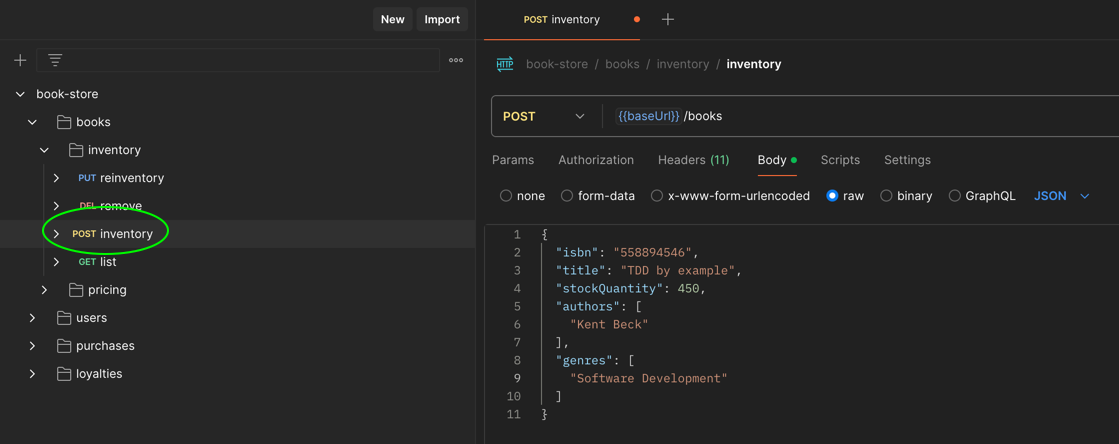 New Import
POST inventory
HTTP book-store / books / inventory / inventory
book-store
books
inventory
PUT reinventory
DEL remove
POST inventory
GET list
pricing
users
purchases
loyalties
POST {{baseUrl}} /books
Params Authorization Headers (11) Body Scripts Settings
none form-data x-www-form-urlencoded raw binary GraphQL JSON
1 {
2 "isbn": "558894546",
3 "title": "TDD by example",
4 "stockQuantity": 450,
5 "authors": [
6 "Kent Beck"
7 ],
8 "genres": [
9 "Software Development"
10 ]
11 }